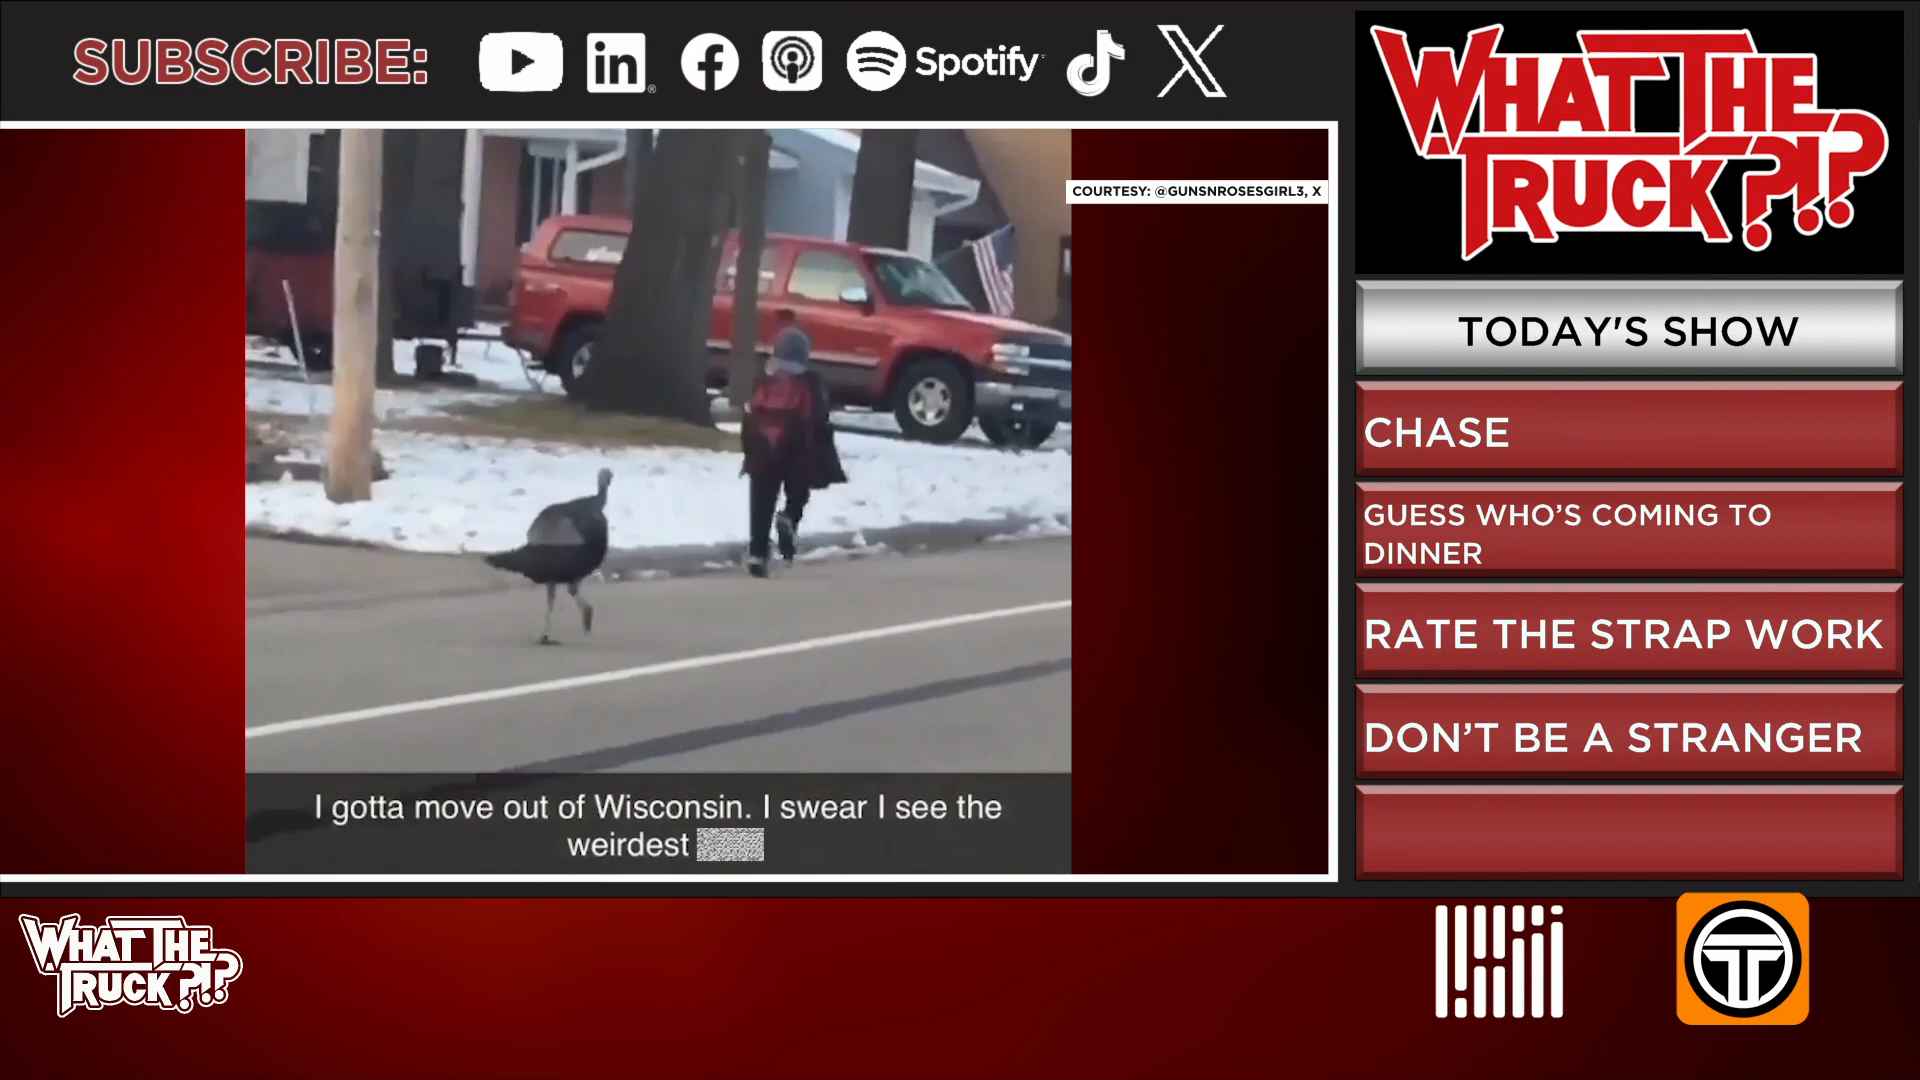 SUBSCRIBE:
Spotify
WHAT THE
TRUCK?!?
COURTESY: @GUNSNROSESGIRL3, X
TODAY'S SHOW
CHASE
GUESS WHO'S COMING TO
DINNER
RATE THE STRAP WORK
DON'T BE A STRANGER
I gotta move out of Wisconsin. I swear I see the
weirdest
WHAT THE
TRUCK?!?